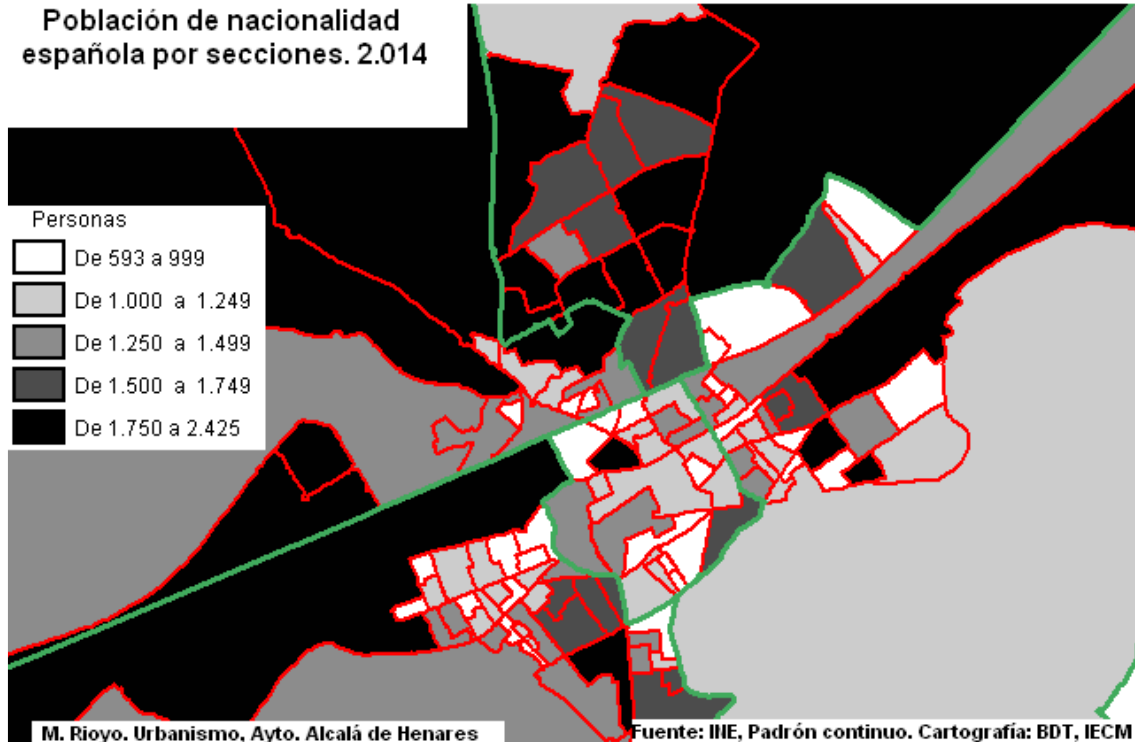 Población de nacionalidad
española por secciones. 2.014
Personas
De 593 a 999
De 1.000 a 1.249
De 1.250 a 1.499
De 1.500 a 1.749
De 1.750 a 2.425
M. Rioyo. Urbanismo, Ayto. Alcalá de Henares
Fuente: INE, Padrón continuo. Cartografía: BDT, IECM